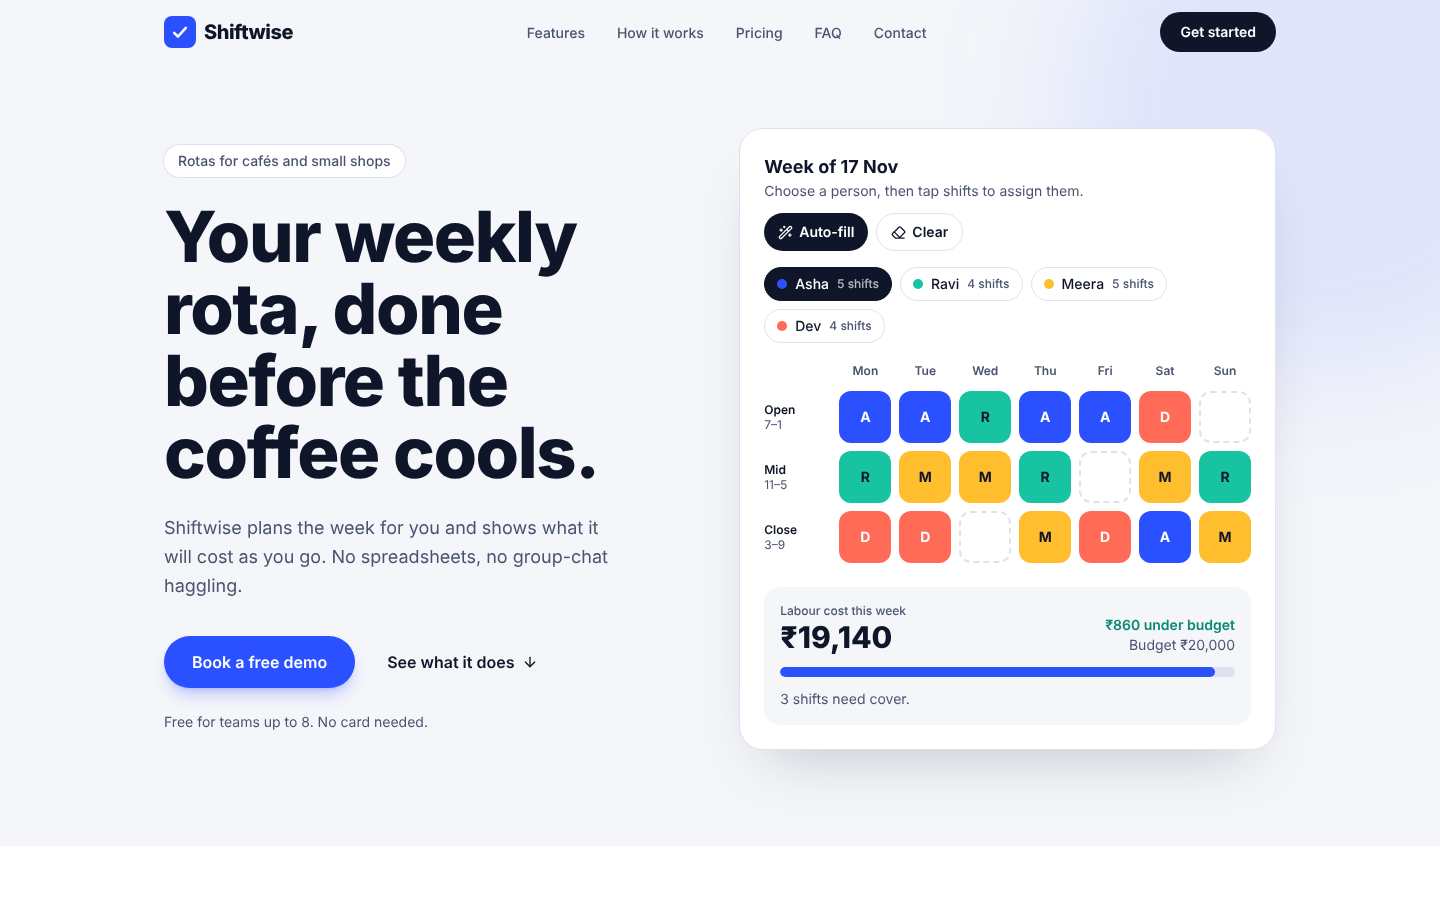 Shiftwise
Features How it works Pricing FAQ Contact
Get started
Rotas for cafés and small shops
Your weekly
rota, done
before the
coffee cools.
Shiftwise plans the week for you and shows what it
will cost as you go. No spreadsheets, no group-chat
haggling.
Book a free demo
See what it does ↓
Free for teams up to 8. No card needed.
Week of 17 Nov
Choose a person, then tap shifts to assign them.
Auto-fill Clear
Asha 5 shifts Ravi 4 shifts Meera 5 shifts
Dev 4 shifts
Mon Tue Wed Thu Fri Sat Sun
Open A A R A A D
7–1
Mid R M M R M R
11–5
Close D D M D A M
3–9
Labour cost this week
₹19,140
₹860 under budget
Budget ₹20,000
3 shifts need cover.